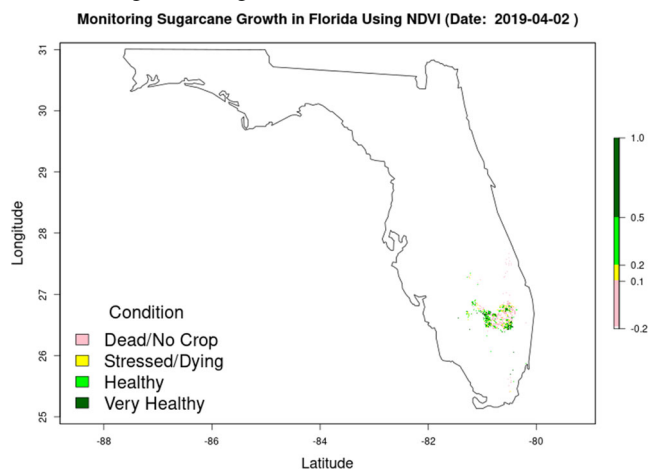 Monitoring Sugarcane Growth in Florida Using NDVI (Date:  2019-04-02 )
31
30
29
28
27
26
25
Longitude
1.0
0.5
0.2
0.1
-0.2
Condition
Dead/No Crop
Stressed/Dying
Healthy
Very Healthy
-88
-86
-84
-82
-80
Latitude